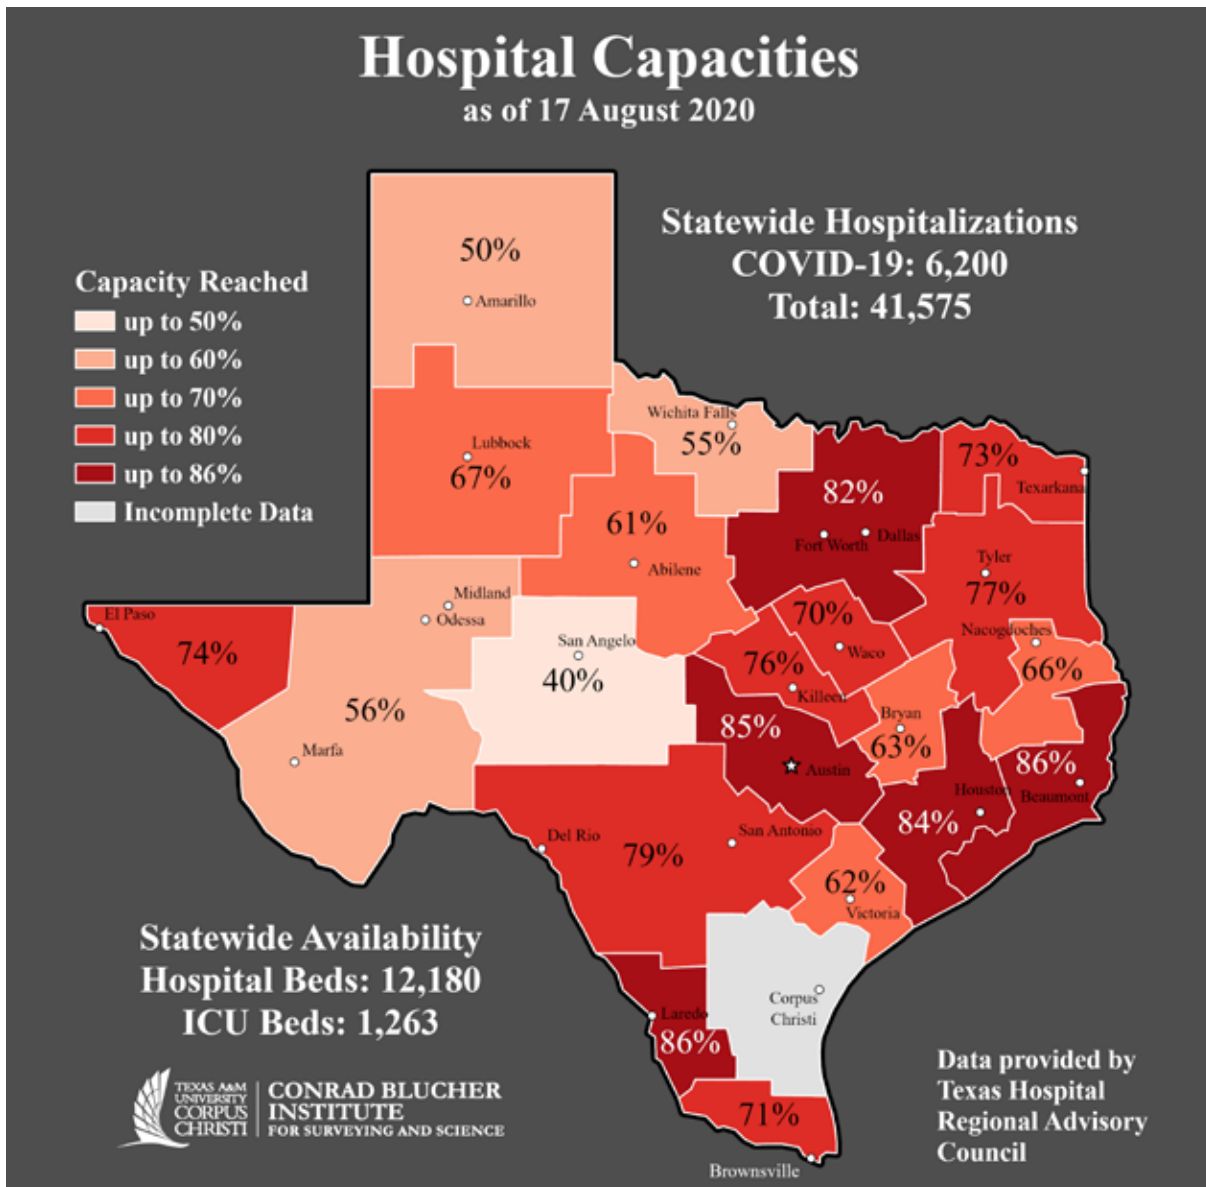 Hospital Capacities
as of 17 August 2020
Statewide Hospitalizations
COVID-19: 6,200
Total: 41,575
Capacity Reached
up to 50%
up to 60%
up to 70%
up to 80%
up to 86%
Incomplete Data
50%
Amarillo
Lubbock
67%
Wichita Falls
55%
61%
Abilene
82%
Fort Worth
Dallas
73%
Texarkana
Tyler
77%
El Paso
74%
Midland
Odessa
56%
Marfa
San Angelo
40%
70%
Waco
76%
Killeen
Nacogdoches
66%
Bryan
63%
85%
Austin
Houston
84%
86%
Beaumont
Del Rio
San Antonio
79%
62%
Victoria
Corpus
Christi
Laredo
86%
71%
Brownsville
Statewide Availability
Hospital Beds: 12,180
ICU Beds: 1,263
TEXAS A&M
UNIVERSITY
CORPUS
CHRISTI
CONRAD BLUCHER
INSTITUTE
FOR SURVEYING AND SCIENCE
Data provided by
Texas Hospital
Regional Advisory
Council